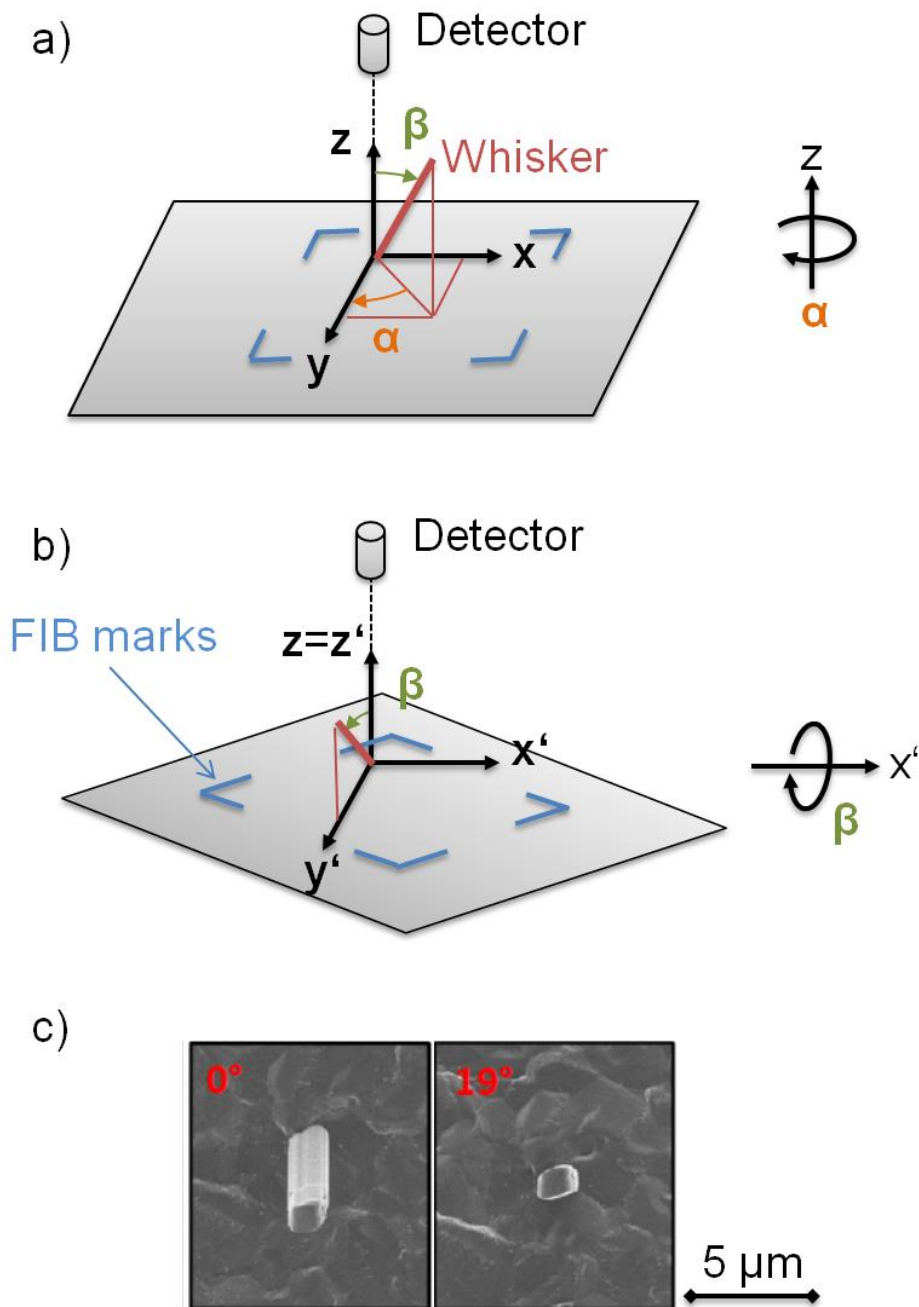 a)
Detector
β
z
Whisker
x
α
y
z
α
b)
Detector
FIB marks
z=z‘
β
x‘
y‘
x‘
β
c)
0°
19°
5 µm